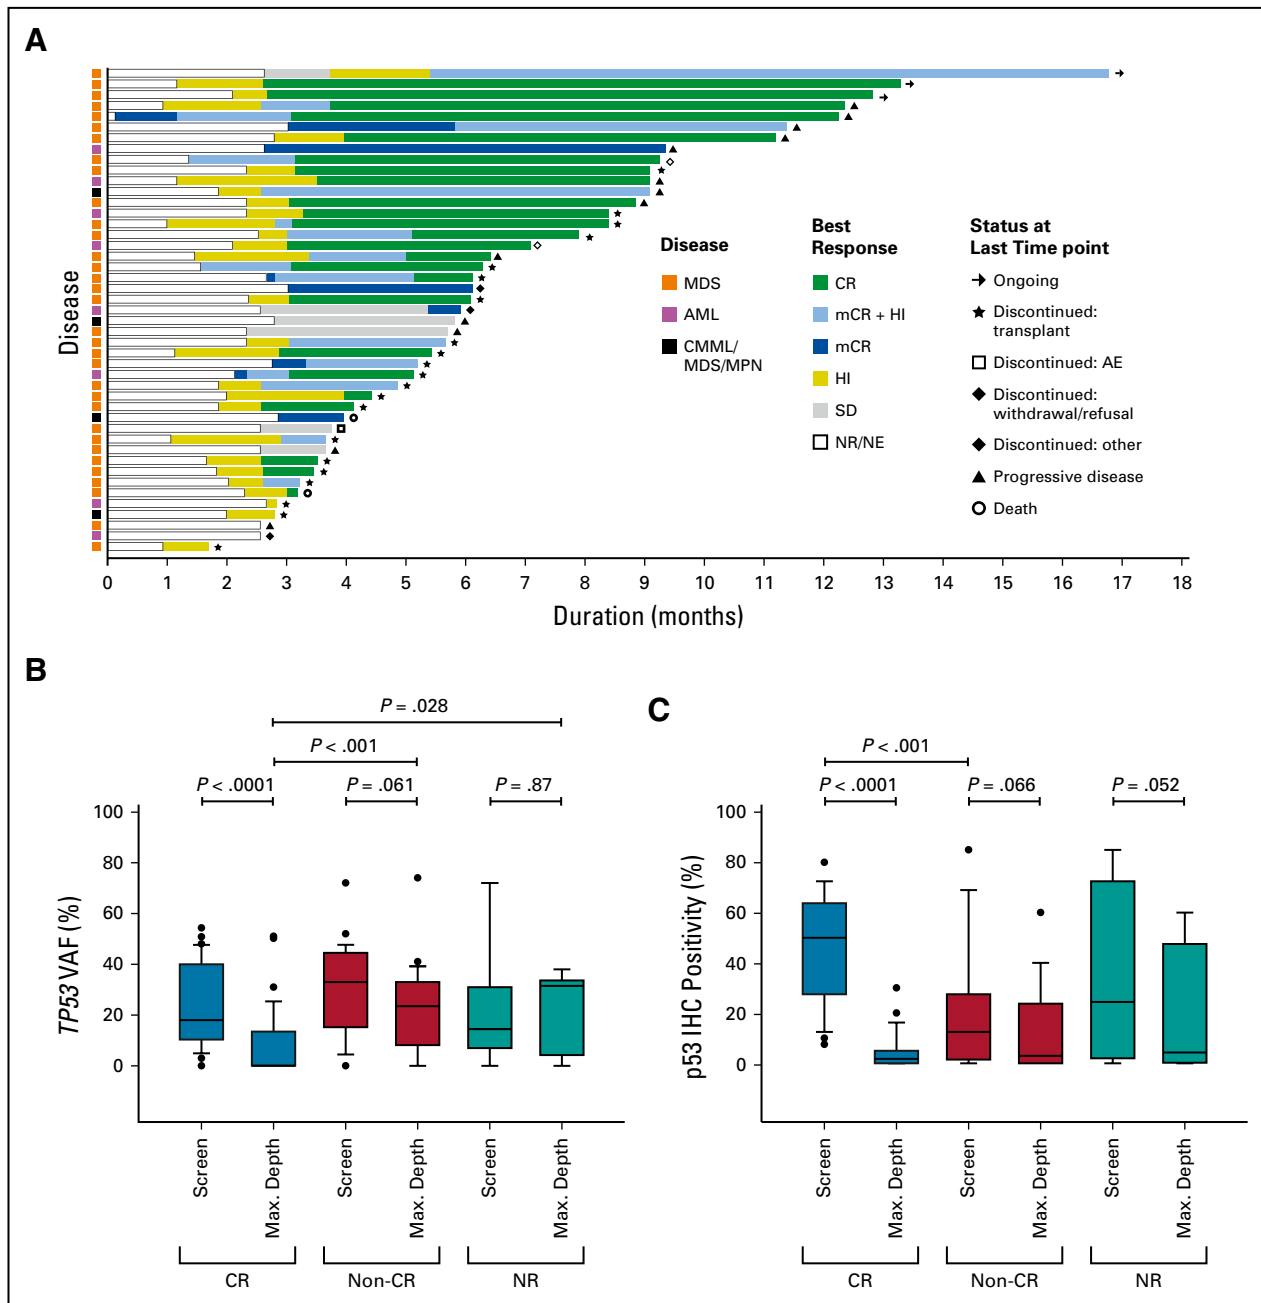 A
Disease
Disease
MDS
AML
CMML/
MDS/MPN
Best
Response
CR
mCR + HI
mCR
HI
SD
NR/NE
Status at
Last Time point
Ongoing
Discontinued:
transplant
Discontinued: AE
Discontinued:
withdrawal/refusal
Discontinued: other
Progressive disease
Death
0 1 2 3 4 5 6 7 8 9 10 11 12 13 14 15 16 17 18
Duration (months)
B
P = .028
P < .001
P < .0001 P = .061 P = .87
TP53 VAF (%)
100
80
60
40
20
0
Screen Max. Depth Screen Max. Depth Screen Max. Depth
CR Non-CR NR
C
P < .001
P < .0001 P = .066 P = .052
p53 IHC Positivity (%)
100
80
60
40
20
0
Screen Max. Depth Screen Max. Depth Screen Max. Depth
CR Non-CR NR